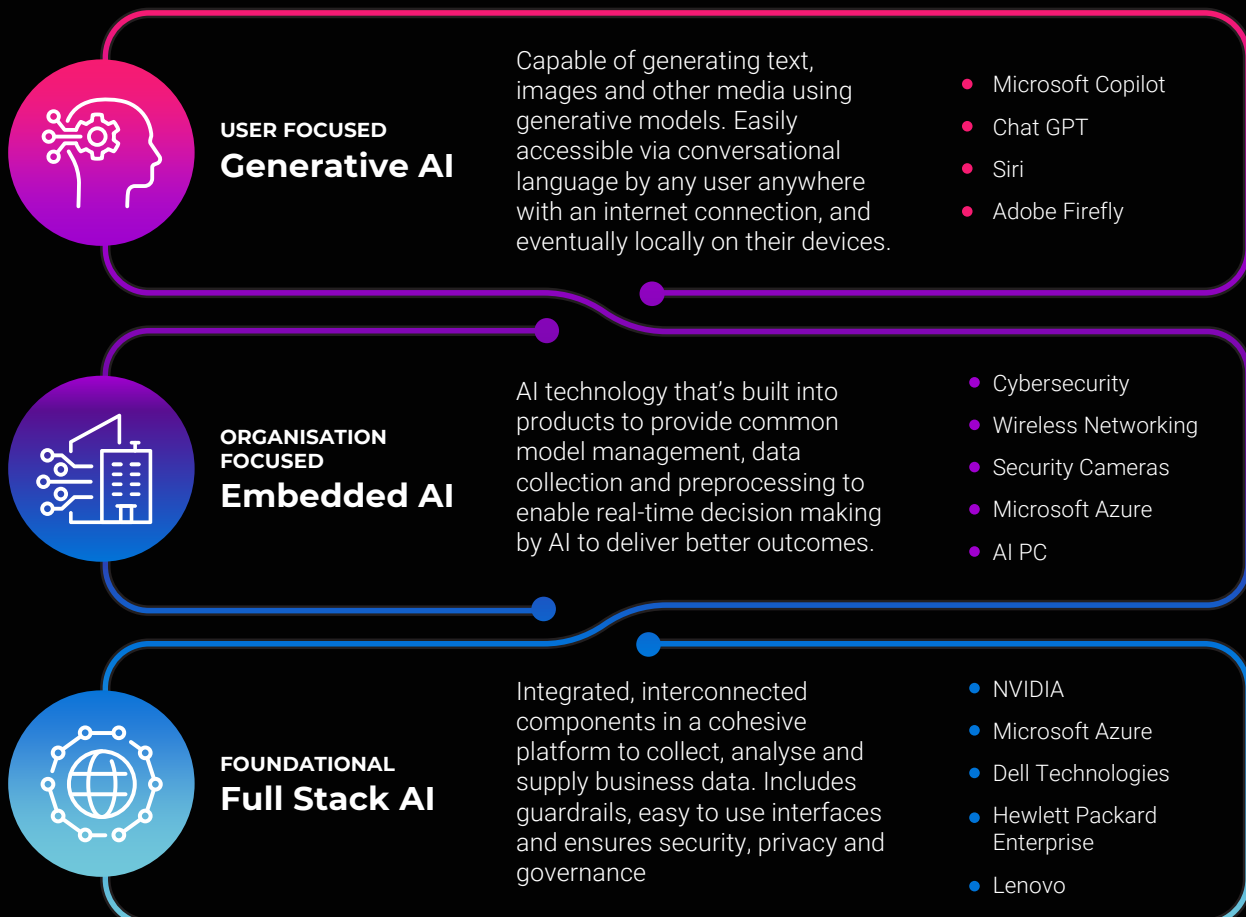 USER FOCUSED
Generative AI
Capable of generating text,
images and other media using
generative models. Easily
accessible via conversational
language by any user anywhere
with an internet connection, and
eventually locally on their devices.
Microsoft Copilot
Chat GPT
Siri
Adobe Firefly
ORGANISATION
FOCUSED
Embedded AI
AI technology that's built into
products to provide common
model management, data
collection and preprocessing to
enable real-time decision making
by AI to deliver better outcomes.
Cybersecurity
Wireless Networking
Security Cameras
Microsoft Azure
AI PC
FOUNDATIONAL
Full Stack AI
Integrated, interconnected
components in a cohesive
platform to collect, analyse and
supply business data. Includes
guardrails, easy to use interfaces
and ensures security, privacy and
governance
NVIDIA
Microsoft Azure
Dell Technologies
Hewlett Packard
Enterprise
Lenovo